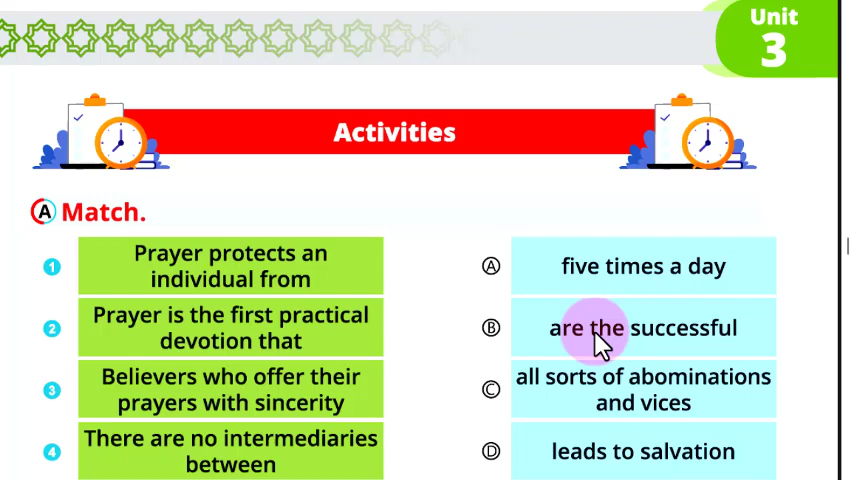 Unit
3
Activities
A Match.
1 Prayer protects an
individual from
A five times a day
2 Prayer is the first practical
devotion that
B are the successful
3 Believers who offer their
prayers with sincerity
C all sorts of abominations
and vices
4 There are no intermediaries
between
D leads to salvation